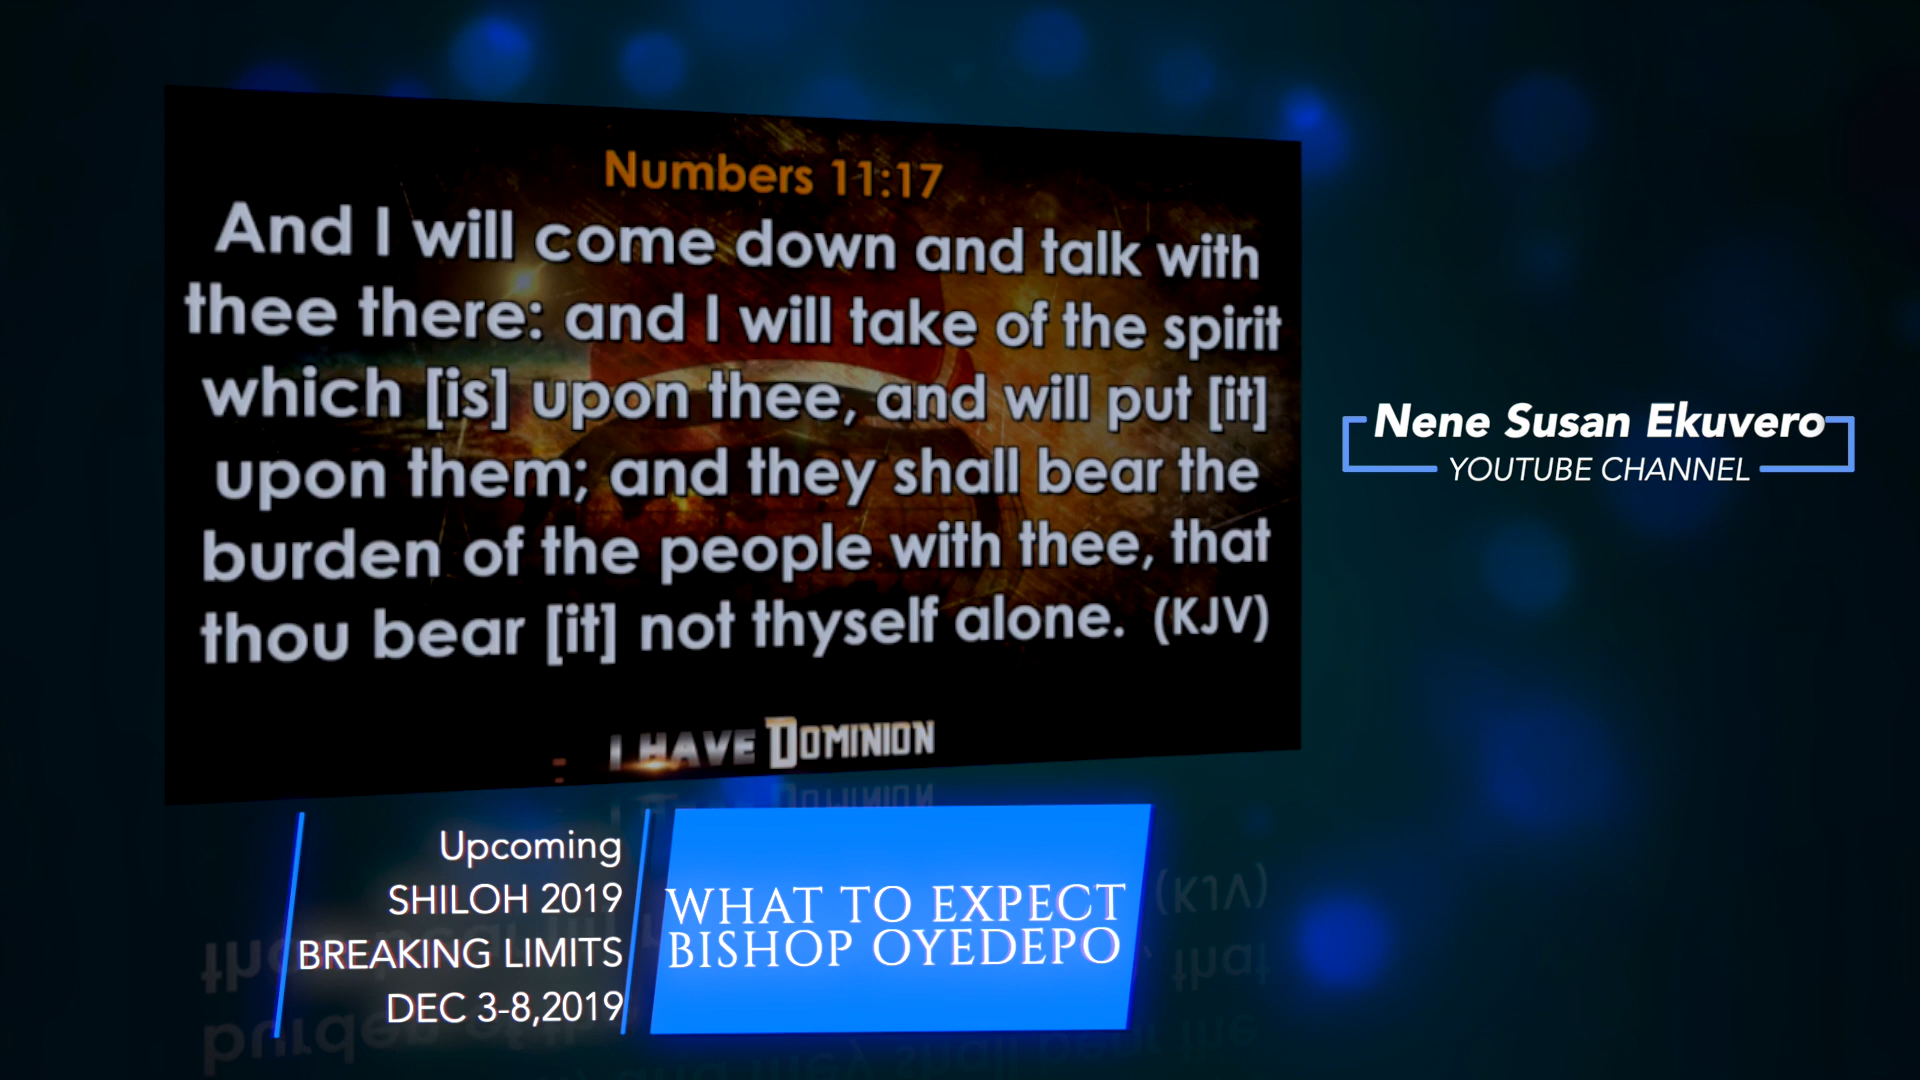 Numbers 11:17
And I will come down and talk with
thee there: and I will take of the spirit
which [is] upon thee, and will put [it]
upon them; and they shall bear the
burden of the people with thee, that
thou bear [it] not thyself alone. (KJV)
I HAVE DOMINION
Nene Susan Ekuvero
YOUTUBE CHANNEL
Upcoming
SHILOH 2019
BREAKING LIMITS
DEC 3-8,2019
WHAT TO EXPECT
BISHOP OYEDEPO